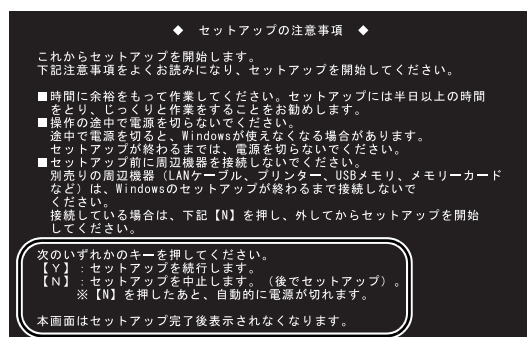 ◆ セットアップの注意事項 ◆
これからセットアップを開始します。
下記注意事項をよくお読みになり、セットアップを開始してください。
■時間に余裕をもって作業してください。セットアップには半日以上の時間
をとり、じっくりと作業をすることをお勧めします。
■操作の途中で電源を切らないでください。
途中で電源を切ると、Windowsが使えなくなる場合があります。
セットアップが終わるまでは、電源を切らないでください。
■セットアップ前に周辺機器を接続しないでください。
別売りの周辺機器（LANケーブル、プリンター、USBメモリ、メモリーカード
など）は、Windowsのセットアップが終わるまで接続しないで
ください。
接続している場合は、下記【N】を押し、外してからセットアップを開始
してください。
次のいずれかのキーを押してください。
【Y】：セットアップを続行します。
【N】：セットアップを中止します。（後でセットアップ）。
※【N】を押したあと、自動的に電源が切れます。
本画面はセットアップ完了後表示されなくなります。